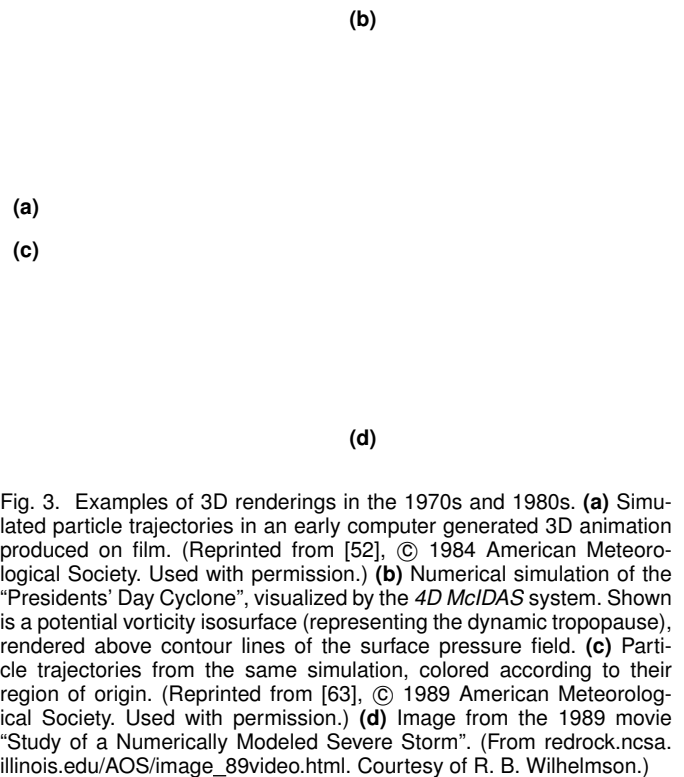 (b)
(a)
(c)
(d)
Fig. 3. Examples of 3D renderings in the 1970s and 1980s. (a) Simu-
lated particle trajectories in an early computer generated 3D animation
produced on film. (Reprinted from [52], © 1984 American Meteoro-
logical Society. Used with permission.) (b) Numerical simulation of the
“Presidents’ Day Cyclone”, visualized by the 4D McIDAS system. Shown
is a potential vorticity isosurface (representing the dynamic tropopause),
rendered above contour lines of the surface pressure field. (c) Parti-
cle trajectories from the same simulation, colored according to their
region of origin. (Reprinted from [63], © 1989 American Meteorolog-
ical Society. Used with permission.) (d) Image from the 1989 movie
“Study of a Numerically Modeled Severe Storm”. (From redrock.ncsa.
illinois.edu/AOS/image_89video.html. Courtesy of R. B. Wilhelmson.)